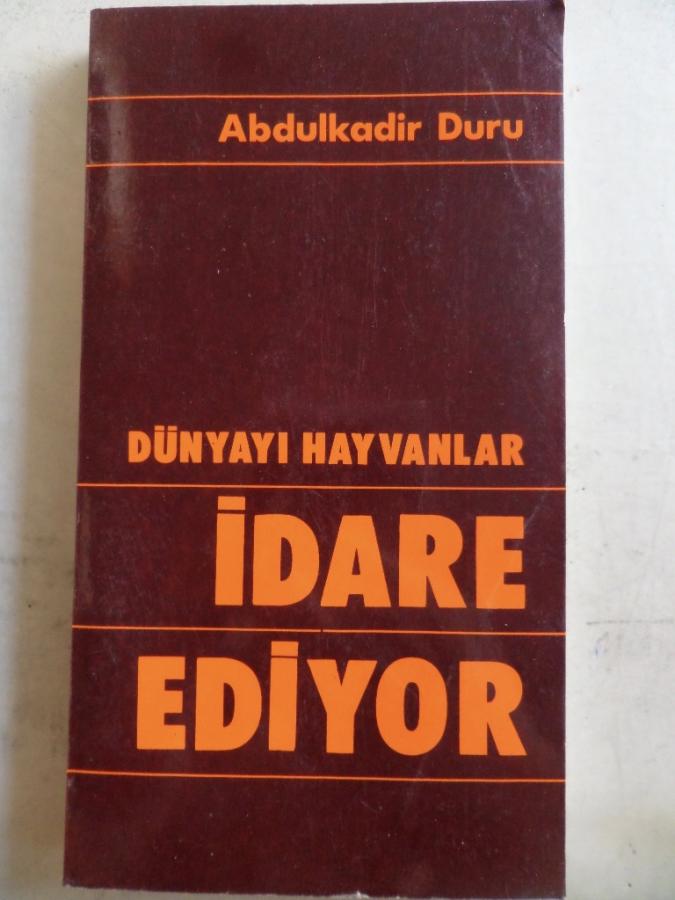 Abdulkadir Duru
DÜNYAYI HAYVANLAR
İDARE
EDİYOR